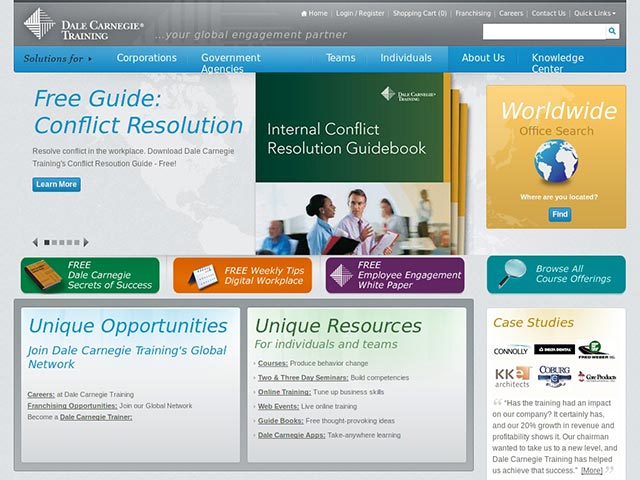 DALE CARNEGIE®
TRAINING
...your global engagement partner
Home | Login / Register | Shopping Cart (0) | Franchising | Careers | Contact Us | Quick Links
Solutions for
Corporations
Government Agencies
Teams
Individuals
About Us
Knowledge Center
Free Guide:
Conflict Resolution
Resolve conflict in the workplace. Download Dale Carnegie
Training's Conflict Resoution Guide - Free!
Learn More
DALE CARNEGIE®
TRAINING
Internal Conflict
Resolution Guidebook
Worldwide
Office Search
Where are you located?
Find
FREE
Dale Carnegie
Secrets of Success
FREE Weekly Tips
Digital Workplace
FREE
Employee Engagement
White Paper
Browse All
Course Offerings
Unique Opportunities
Join Dale Carnegie Training's Global
Network
Careers: at Dale Carnegie Training
Franchising Opportunities: Join our Global Network
Become a Dale Carnegie Trainer:
Unique Resources
For individuals and teams
Courses: Produce behavior change
Two & Three Day Seminars: Build competencies
Online Training: Tune up business skills
Web Events: Live online training
Guide Books: Free thought-provoking ideas
Dale Carnegie Apps: Take-anywhere learning
Case Studies
CONNOLLY
DELTA DENTAL
FRED WEBER INC.
KKE
architects
COBURG
Core Products
"Has the training had an impact
on our company? It certainly has,
and our 20% growth in revenue and
profitability shows it. Our chairman
wanted to take us to a new level, and
Dale Carnegie Training has helped
us achieve that success." [More]